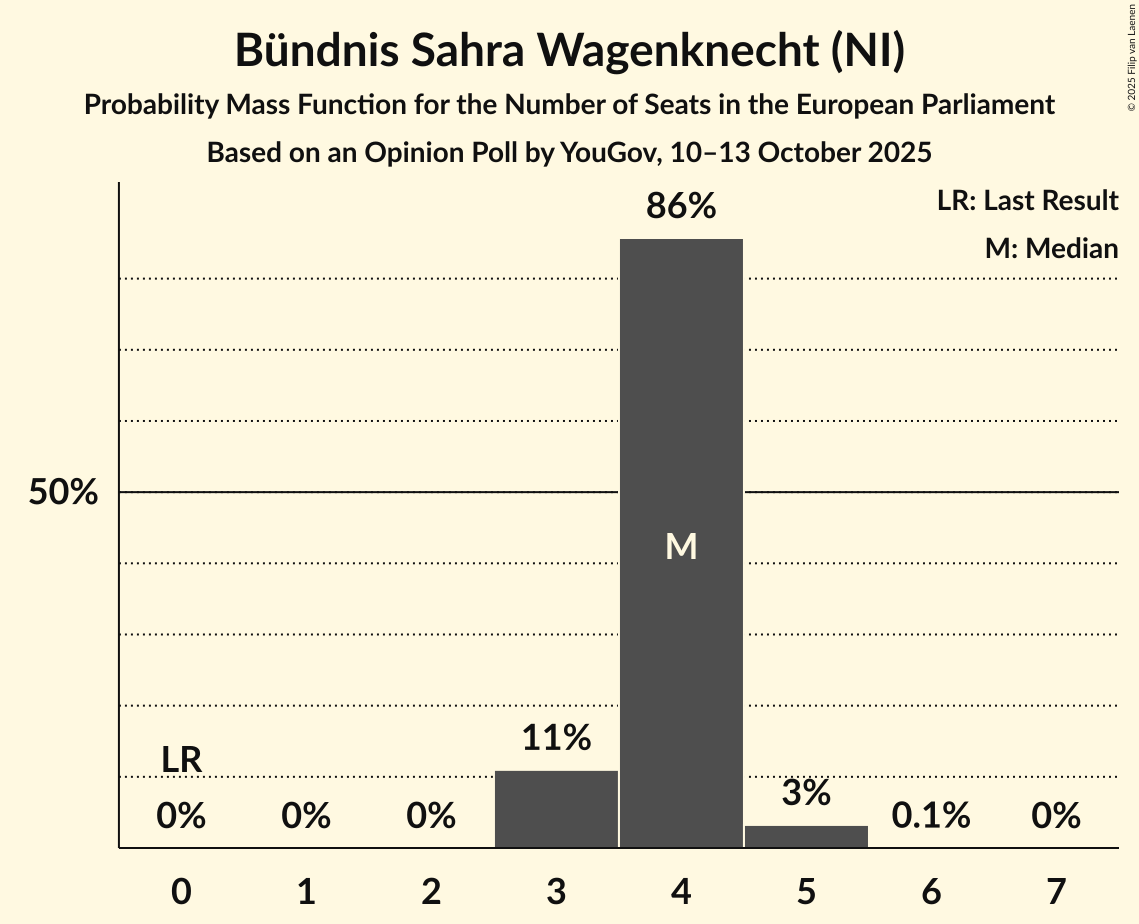 Bündnis Sahra Wagenknecht (NI)
Probability Mass Function for the Number of Seats in the European Parliament
Based on an Opinion Poll by YouGov, 10–13 October 2025
© 2025 Filip van Laenen
LR: Last Result
M: Median
86%
50%
M
11%
LR
3%
0% 0% 0% 0.1% 0%
0 1 2 3 4 5 6 7